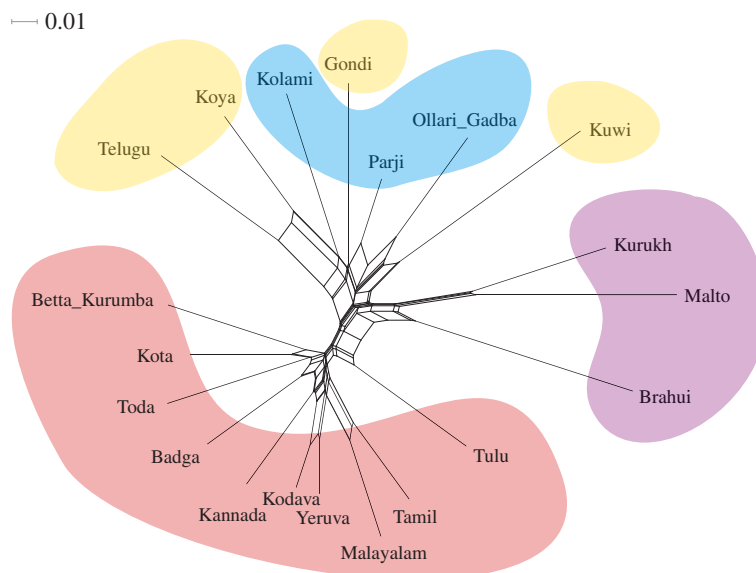 0.01
Gondi
Kolami
Koya
Ollari_Gadba
Kuwi
Telugu
Parji
Kurukh
Malto
Betta_Kurumba
Kota
Brahui
Toda
Badga
Tulu
Kodava
Kannada
Yeruva
Tamil
Malayalam